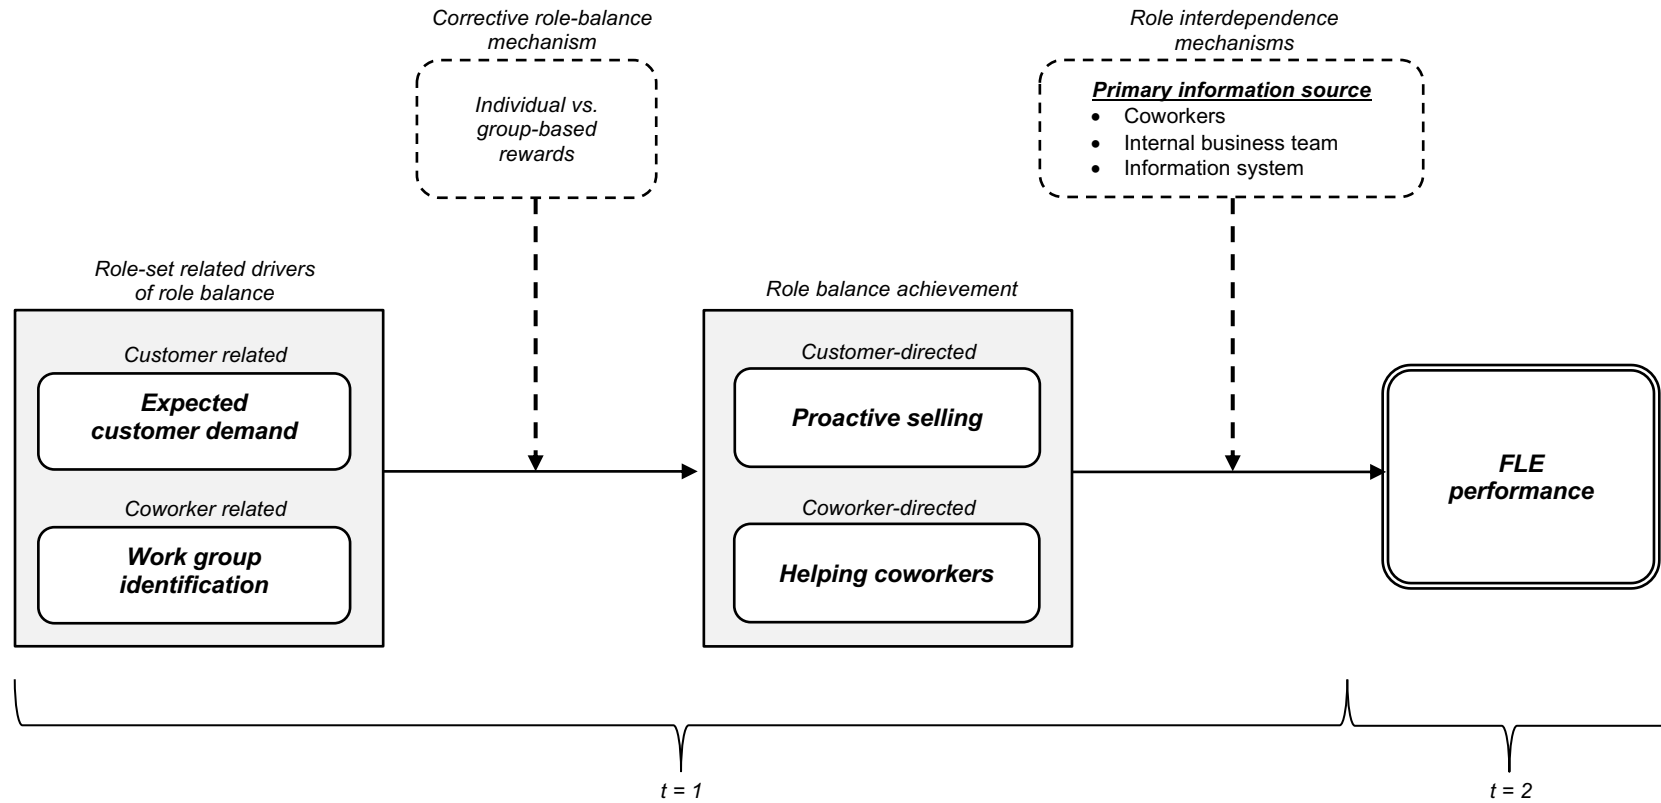 Corrective role-balance
mechanism
Individual vs.
group-based
rewards
Role interdependence
mechanisms
Primary information source
• Coworkers
• Internal business team
• Information system
Role-set related drivers
of role balance
Customer related
Expected
customer demand
Coworker related
Work group
identification
Role balance achievement
Customer-directed
Proactive selling
Coworker-directed
Helping coworkers
FLE
performance
t = 1
t = 2